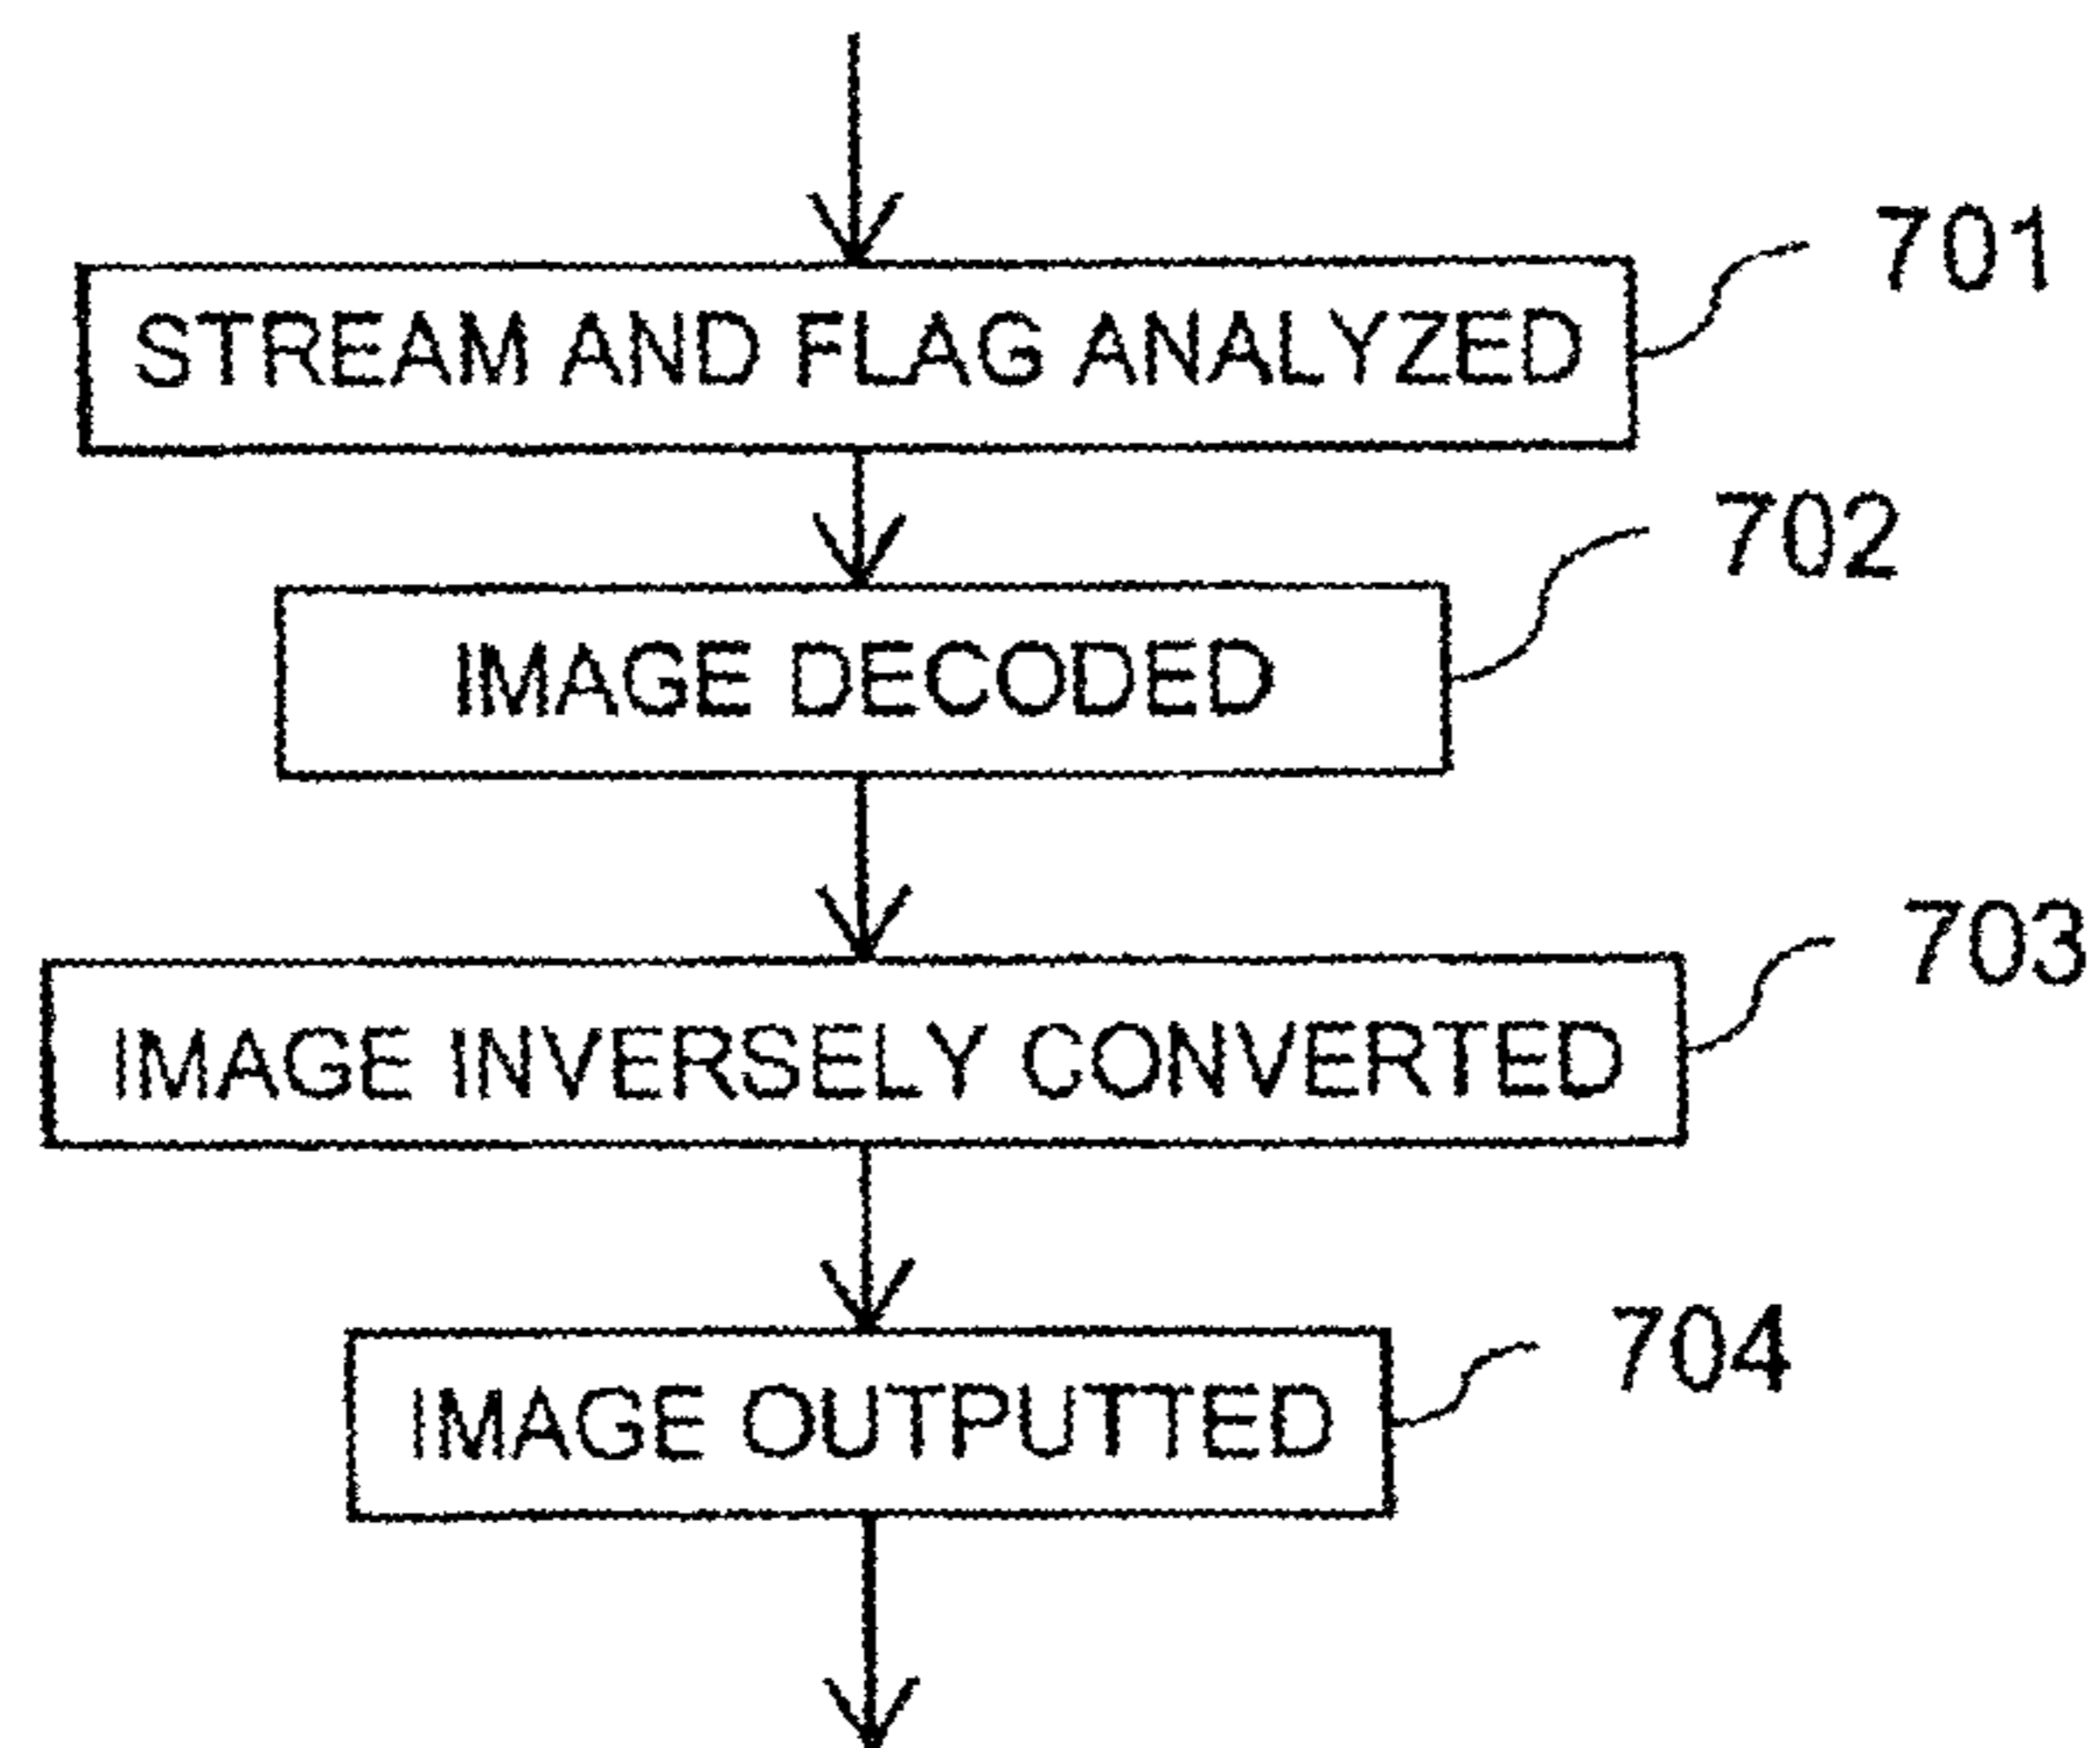 701
STREAM AND FLAG ANALYZED
702
IMAGE DECODED
703
IMAGE INVERSELY CONVERTED
704
IMAGE OUTPUTTED